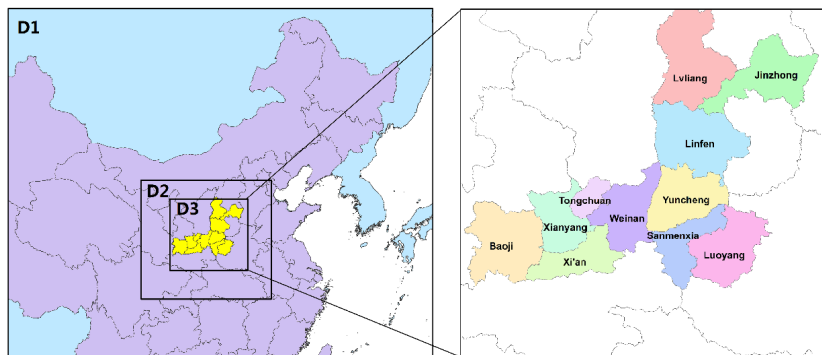 D1
D2
D3
Lvliang
Jinzhong
Linfen
Tongchuan
Yuncheng
Weinan
Xianyang
Sanmenxia
Baoji
Xi'an
Luoyang